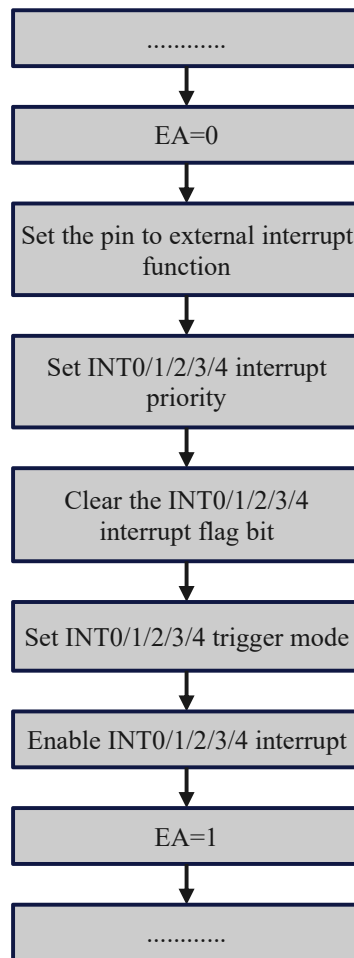 ............
EA=0
Set the pin to external interrupt
function
Set INT0/1/2/3/4 interrupt
priority
Clear the INT0/1/2/3/4
interrupt flag bit
Set INT0/1/2/3/4 trigger mode
Enable INT0/1/2/3/4 interrupt
EA=1
............